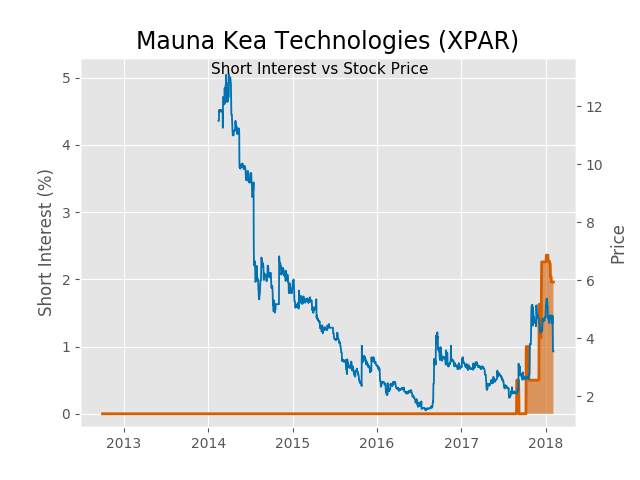 Mauna Kea Technologies (XPAR)
Short Interest vs Stock Price
Short Interest (%)
5
4
3
2
1
0
12
10
8
6
4
2
Price
2013 2014 2015 2016 2017 2018